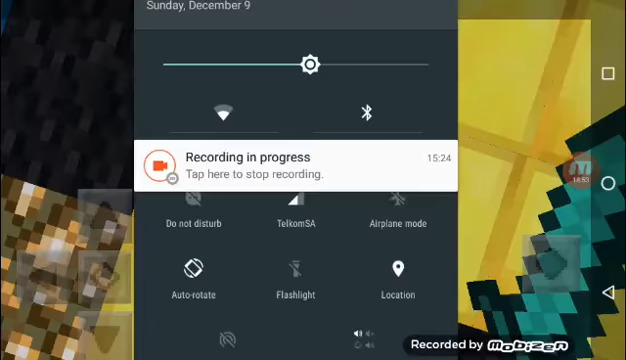 Sunday, December 9
Recording in progress
15:24
Tap here to stop recording.
18:53
Do not disturb
TelkomSA
Airplane mode
Auto-rotate
Flashlight
Location
Recorded by mobizen